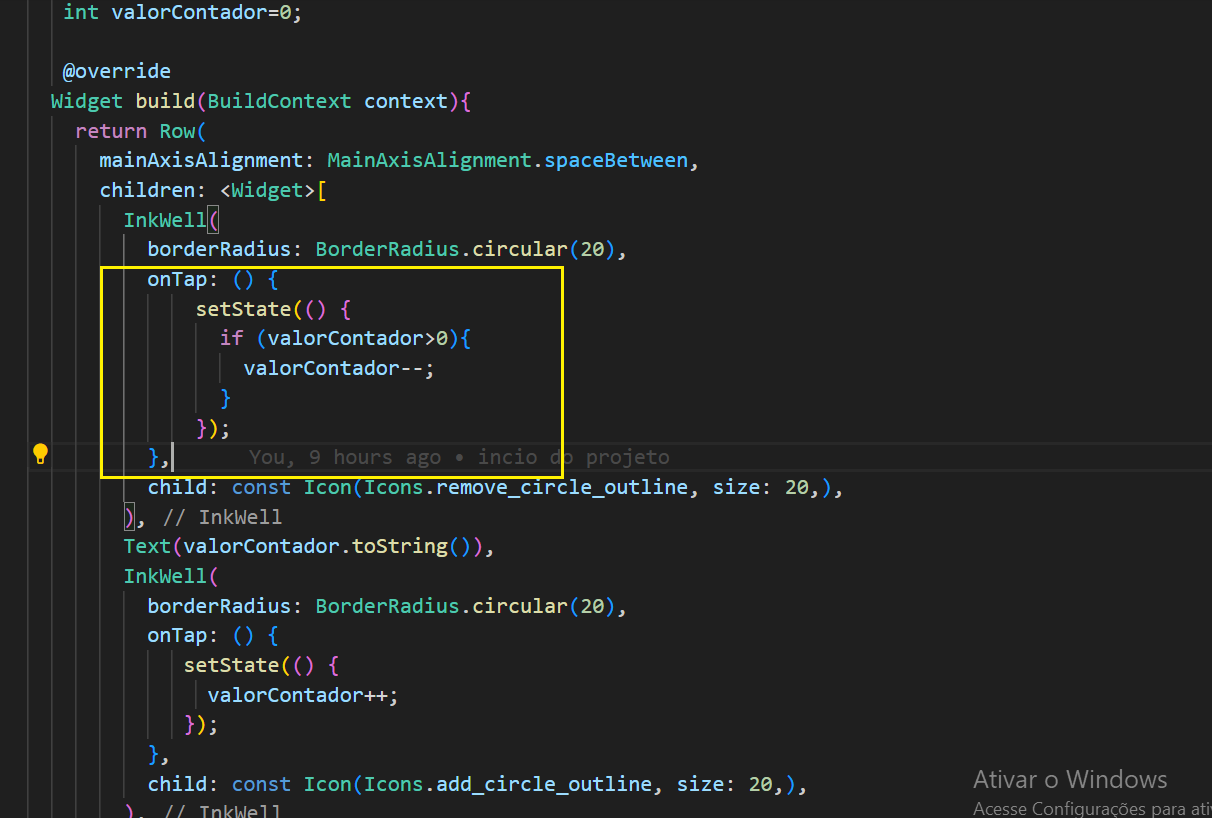 int valorContador=0;
@override
Widget build(BuildContext context){
return Row(
mainAxisAlignment: MainAxisAlignment.spaceBetween,
children: <Widget>[
InkWell(
borderRadius: BorderRadius.circular(20),
onTap: () {
setState(() {
if (valorContador>0){
valorContador--;
}
});
}, You, 9 hours ago • incio do projeto
child: const Icon(Icons.remove_circle_outline, size: 20,),
), // InkWell
Text(valorContador.toString()),
InkWell(
borderRadius: BorderRadius.circular(20),
onTap: () {
setState(() {
valorContador++;
});
},
child: const Icon(Icons.add_circle_outline, size: 20,),
), // InkWell
Ativar o Windows
Acesse Configurações para